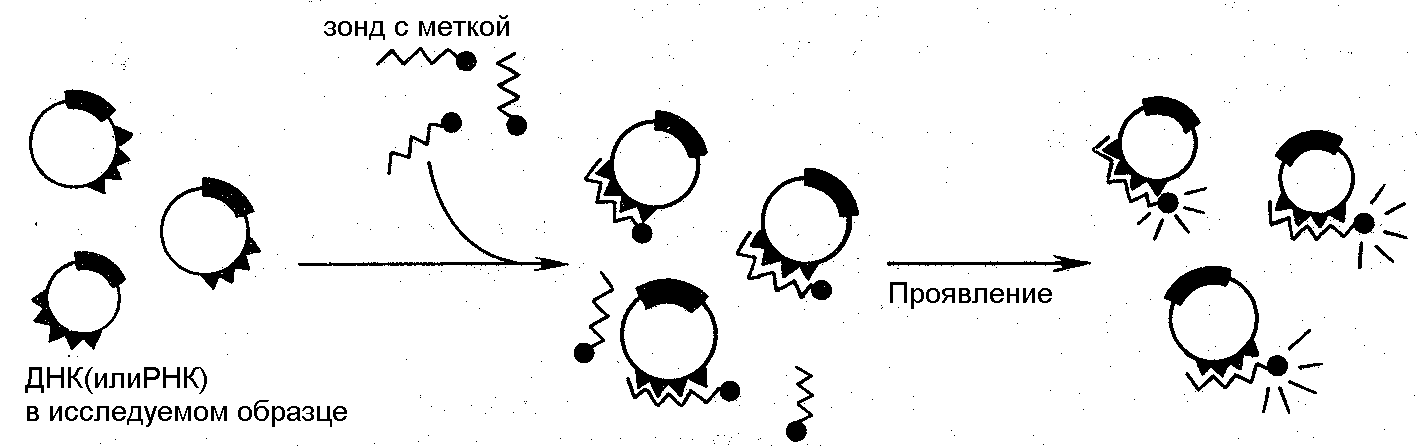 зонд с меткой
Проявление
ДНК(илиРНК)
в исследуемом образце